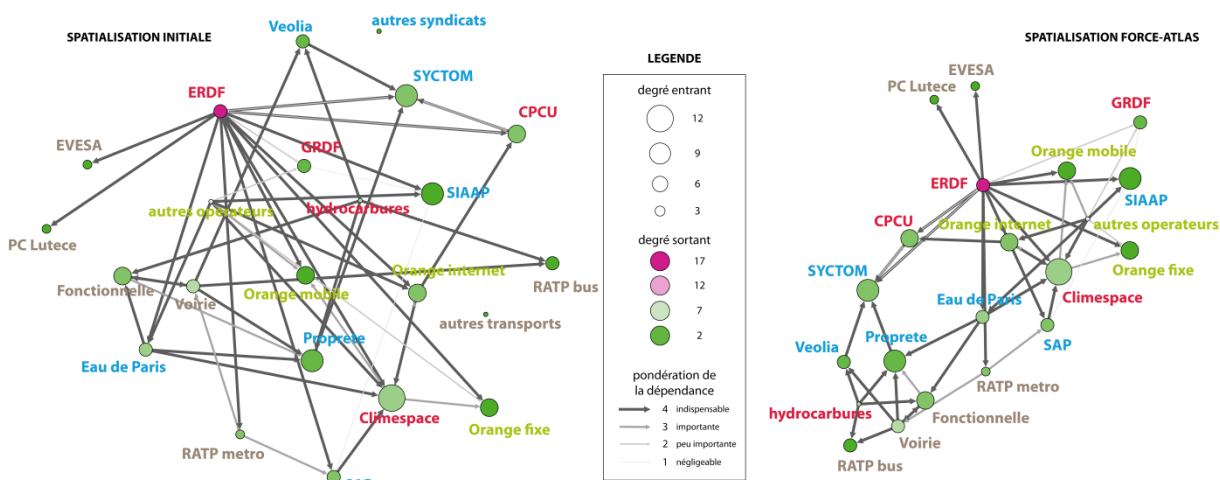 SPATIALISATION INITIALE
Veolia
autres syndicats
SYCTOM
ERDF
CPCU
EVESA
GRDF
SIAAP
autres operateurs
hydrocarbures
PC Lutece
Fonctionnelle
Voirie
Orange mobile
Orange internet
RATP bus
autres transports
Eau de Paris
Proprete
Climespace
Orange fixe
RATP metro
LEGENDE
degré entrant
12
9
6
3
degré sortant
17
12
7
2
pondération de
la dépendance
4 indispensable
3 importante
2 peu importante
1 négligeable
SPATIALISATION FORCE-ATLAS
EVESA
PC Lutece
GRDF
Orange mobile
ERDF
SIAAP
CPCU
Orange internet
autres operateurs
Orange fixe
SYCTOM
Climespace
Eau de Paris
SAP
Veolia
Proprete
RATP metro
hydrocarbures
Fonctionnelle
Voirie
RATP bus